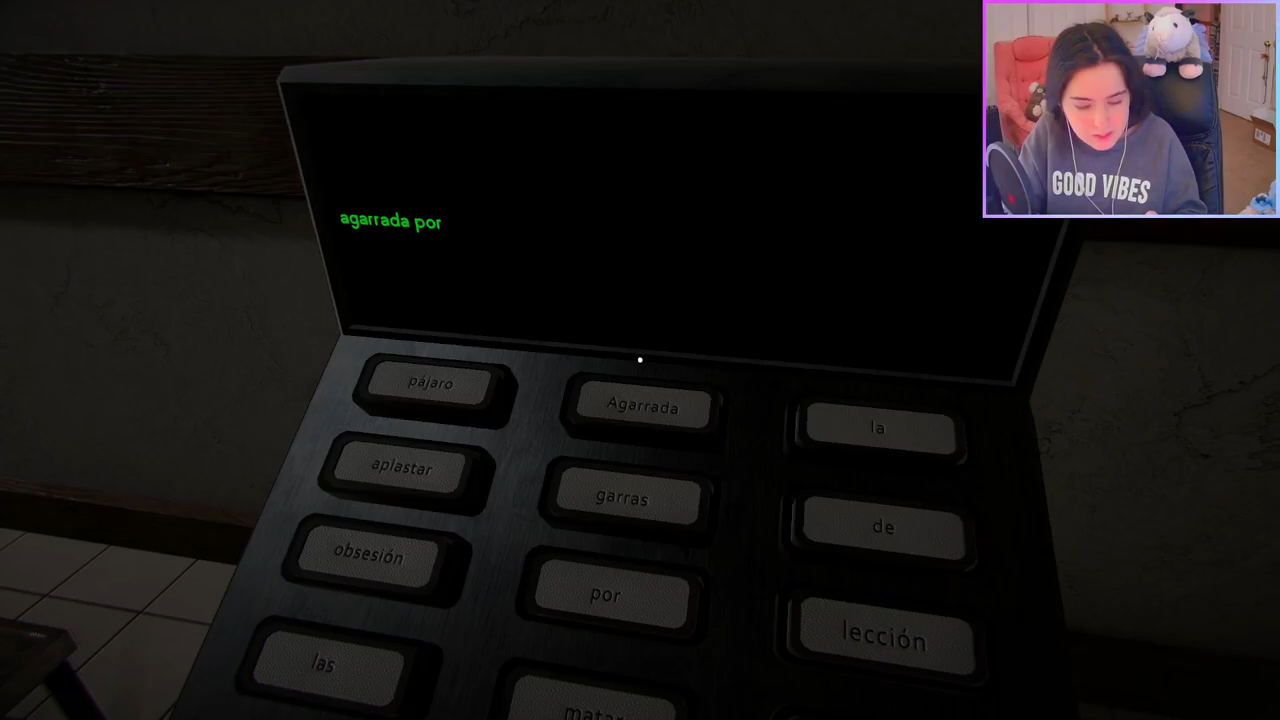 agarrada por
pájaro
Agarrada
la
aplastar
garras
de
obsesión
por
lección
las
GOOD VIBES